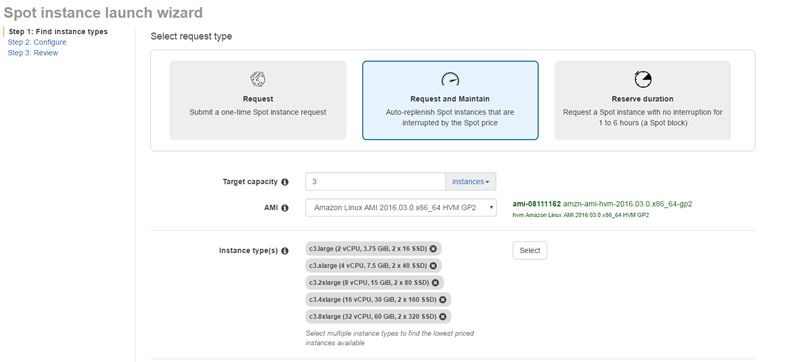 Spot instance launch wizard
Step 1: Find instance types
Step 2: Configure
Step 3: Review
Select request type
Request
Submit a one-time Spot instance request
Request and Maintain
Auto-replenish Spot instances that are
interrupted by the Spot price
Reserve duration
Request a Spot instance with no interruption for
1 to 6 hours (a Spot block)
Target capacity
3
instances
AMI
Amazon Linux AMI 2016.03.0 x86_64 HVM GP2
ami-08111162 amzn-ami-hvm-2016.03.0.x86_64-gp2
hvm Amazon Linux AMI 2016.03.0 x86_64 HVM GP2
Instance type(s)
c3.large (2 vCPU, 3.75 GiB, 2 x 16 SSD)
c3.xlarge (4 vCPU, 7.5 GiB, 2 x 40 SSD)
c3.2xlarge (8 vCPU, 15 GiB, 2 x 80 SSD)
c3.4xlarge (16 vCPU, 30 GiB, 2 x 160 SSD)
c3.8xlarge (32 vCPU, 60 GiB, 2 x 320 SSD)
Select
Select multiple instance types to find the lowest priced
instances available